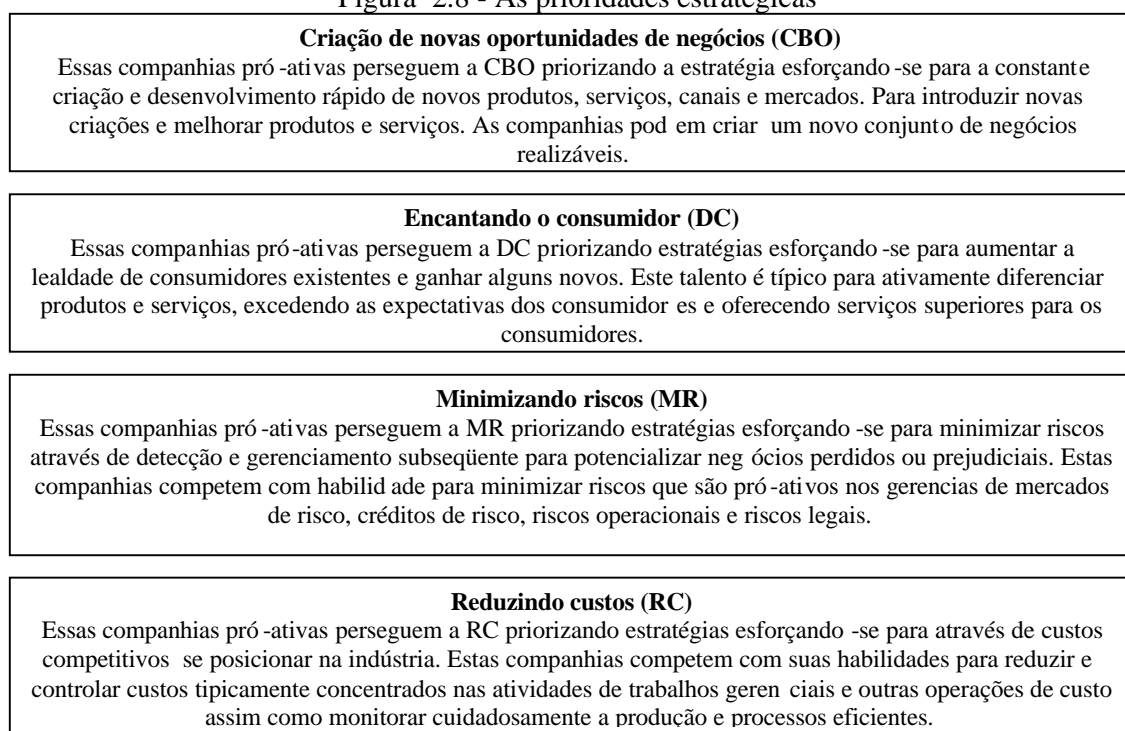 Figura 2.8 - As prioridades estratégicas
Criação de novas oportunidades de negócios (CBO)
Essas companhias pró -ativas perseguem a CBO priorizando a estratégia esforçando -se para a constante
criação e desenvolvimento rápido de novos produtos, serviços, canais e mercados. Para introduzir novas
criações e melhorar produtos e serviços. As companhias pod em criar um novo conjunto de negócios
realizáveis.
Encantando o consumidor (DC)
Essas companhias pró -ativas perseguem a DC priorizando estratégias esforçando -se para aumentar a
lealdade de consumidores existentes e ganhar alguns novos. Este talento é típico para ativamente diferenciar
produtos e serviços, excedendo as expectativas dos consumidor es e oferecendo serviços superiores para os
consumidores.
Minimizando riscos (MR)
Essas companhias pró -ativas perseguem a MR priorizando estratégias esforçando -se para minimizar riscos
através de detecção e gerenciamento subseqüente para potencializar neg ócios perdidos ou prejudiciais. Estas
companhias competem com habilid ade para minimizar riscos que são pró -ativos nos gerencias de mercados
de risco, créditos de risco, riscos operacionais e riscos legais.
Reduzindo custos (RC)
Essas companhias pró -ativas perseguem a RC priorizando estratégias esforçando -se para através de custos
competitivos se posicionar na indústria. Estas companhias competem com suas habilidades para reduzir e
controlar custos tipicamente concentrados nas atividades de trabalhos geren ciais e outras operações de custo
assim como monitorar cuidadosamente a produção e processos eficientes.